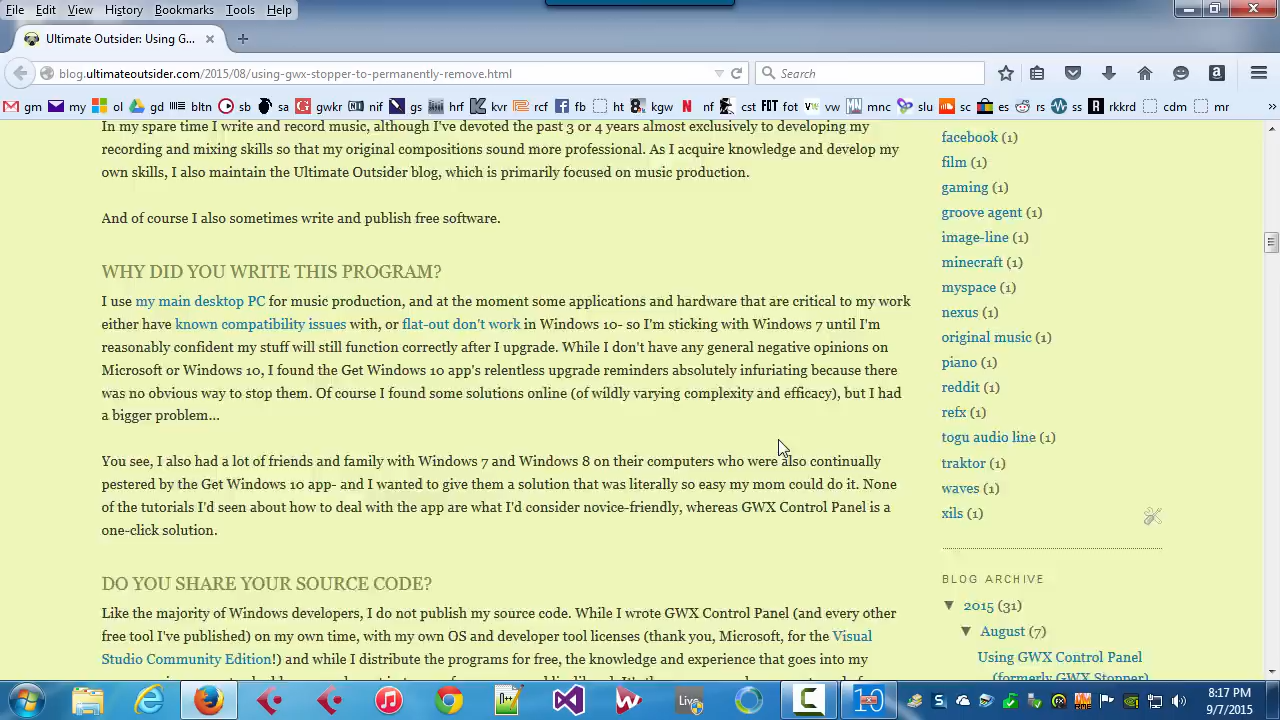 File Edit View History Bookmarks Tools Help
Ultimate Outsider: Using G...
blog.ultimateoutsider.com/2015/08/using-gwx-stopper-to-permanently-remove.html
Search
gm my ol gd bltn sb sa gwkr nif gs hrf kvr rcf fb ht kgw nf cst fot vw mnc slu sc es rs ss rkkrd cdm mr
In my spare time I write and record music, although I've devoted the past 3 or 4 years almost exclusively to developing my
recording and mixing skills so that my original compositions sound more professional. As I acquire knowledge and develop my
own skills, I also maintain the Ultimate Outsider blog, which is primarily focused on music production.
And of course I also sometimes write and publish free software.
WHY DID YOU WRITE THIS PROGRAM?
I use my main desktop PC for music production, and at the moment some applications and hardware that are critical to my work
either have known compatibility issues with, or flat-out don't work in Windows 10- so I'm sticking with Windows 7 until I'm
reasonably confident my stuff will still function correctly after I upgrade. While I don't have any general negative opinions on
Microsoft or Windows 10, I found the Get Windows 10 app's relentless upgrade reminders absolutely infuriating because there
was no obvious way to stop them. Of course I found some solutions online (of wildly varying complexity and efficacy), but I had
a bigger problem...
You see, I also had a lot of friends and family with Windows 7 and Windows 8 on their computers who were also continually
pestered by the Get Windows 10 app- and I wanted to give them a solution that was literally so easy my mom could do it. None
of the tutorials I'd seen about how to deal with the app are what I'd consider novice-friendly, whereas GWX Control Panel is a
one-click solution.
DO YOU SHARE YOUR SOURCE CODE?
Like the majority of Windows developers, I do not publish my source code. While I wrote GWX Control Panel (and every other
free tool I've published) on my own time, with my own OS and developer tool licenses (thank you, Microsoft, for the Visual
Studio Community Edition!) and while I distribute the programs for free, the knowledge and experience that goes into my
facebook (1)
film (1)
gaming (1)
groove agent (1)
image-line (1)
minecraft (1)
myspace (1)
nexus (1)
original music (1)
piano (1)
reddit (1)
refx (1)
togu audio line (1)
traktor (1)
waves (1)
xils (1)
BLOG ARCHIVE
2015 (31)
August (7)
Using GWX Control Panel
(formerly GWX Stopper)
Live
10
8:17 PM
9/7/2015